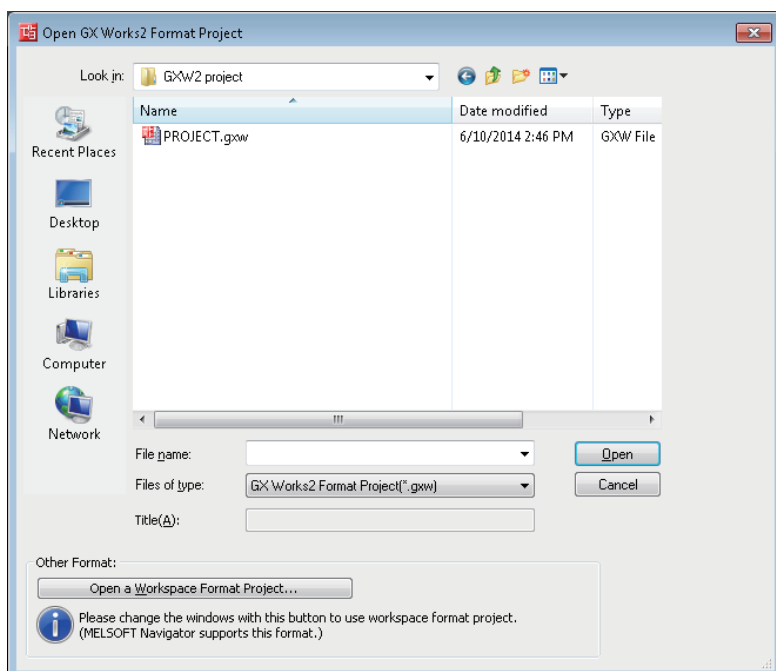 Open GX Works2 Format Project
Look in: GXW2 project
Name Date modified Type
PROJECT.gxw 6/10/2014 2:46 PM GXW File
Recent Places
Desktop
Libraries
Computer
Network
File name: Open
Files of type: GX Works2 Format Project(*.gxw) Cancel
Title(A):
Other Format:
Open a Workspace Format Project...
Please change the windows with this button to use workspace format project.
(MELSOFT Navigator supports this format.)